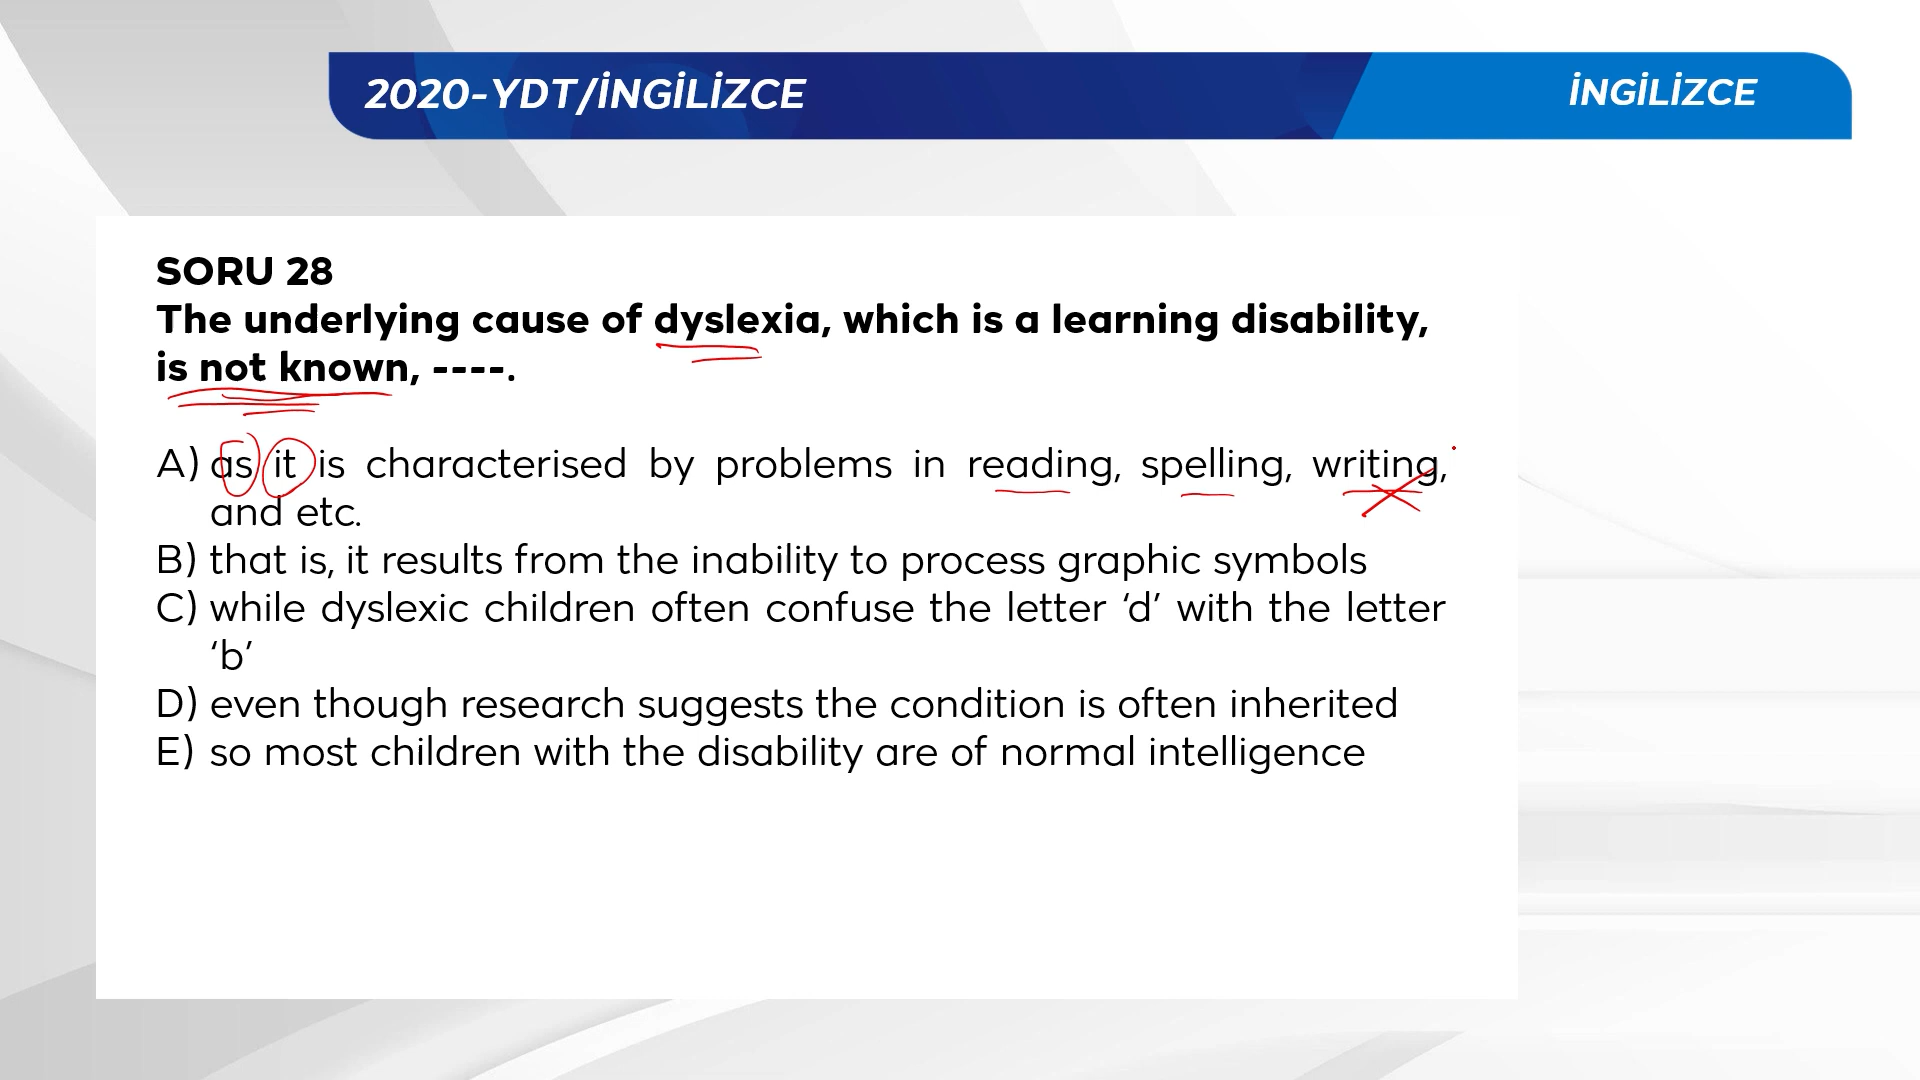 2020-YDT/İNGİLİZCE
İNGİLİZCE
SORU 28
The underlying cause of dyslexia, which is a learning disability,
is not known, ----.
A) as it is characterised by problems in reading, spelling, writing,
and etc.
B) that is, it results from the inability to process graphic symbols
C) while dyslexic children often confuse the letter ‘d’ with the letter
‘b’
D) even though research suggests the condition is often inherited
E) so most children with the disability are of normal intelligence